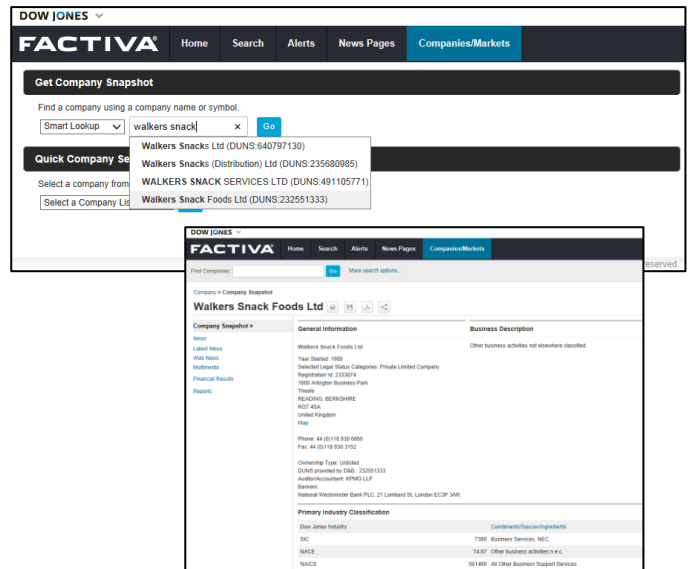 DOW JONES
FACTIVA Home Search Alerts News Pages Companies/Markets
Get Company Snapshot
Find a company using a company name or symbol.
Smart Lookup walkers snack × Go
Walkers Snacks Ltd (DUNS:640797130)
Walkers Snacks (Distribution) Ltd (DUNS:235680985)
WALKERS SNACK SERVICES LTD (DUNS:491105771)
Walkers Snack Foods Ltd (DUNS:232551333)
Quick Company Se
Select a company from
Select a Company Lis
eserved.
DOW JONES
FACTIVA Home Search Alerts News Pages Companies/Markets
Find Companies: Go More search options...
Company > Company Snapshot
Walkers Snack Foods Ltd
Company Snapshot >
News
Latest News
Web News
Multimedia
Financial Results
Reports
General Information
Walkers Snack Foods Ltd
Year Started: 1989
Selected Legal Status Categories: Private Limited Company
Registration Id: 2333674
1600 Arlington Business Park
Theale
READING, BERKSHIRE
RG7 4SA
United Kingdom
Map
Phone: 44 (0)118 930 6666
Fax: 44 (0)118 930 3152
Ownership Type: Unlisted
DUNS provided by D&B : 232551333
Auditor/Accountant: KPMG LLP
Bankers:
National Westminster Bank PLC, 21 Lombard St, London EC3P 3AR.
Business Description
Other business activities not elsewhere classified
Primary Industry Classification
Dow Jones Industry Condiments/Sauces/Ingredients
SIC 7389 Business Services, NEC
NACE 74.87 Other business activities n.e.c.
NAICS 561499 All Other Business Support Services